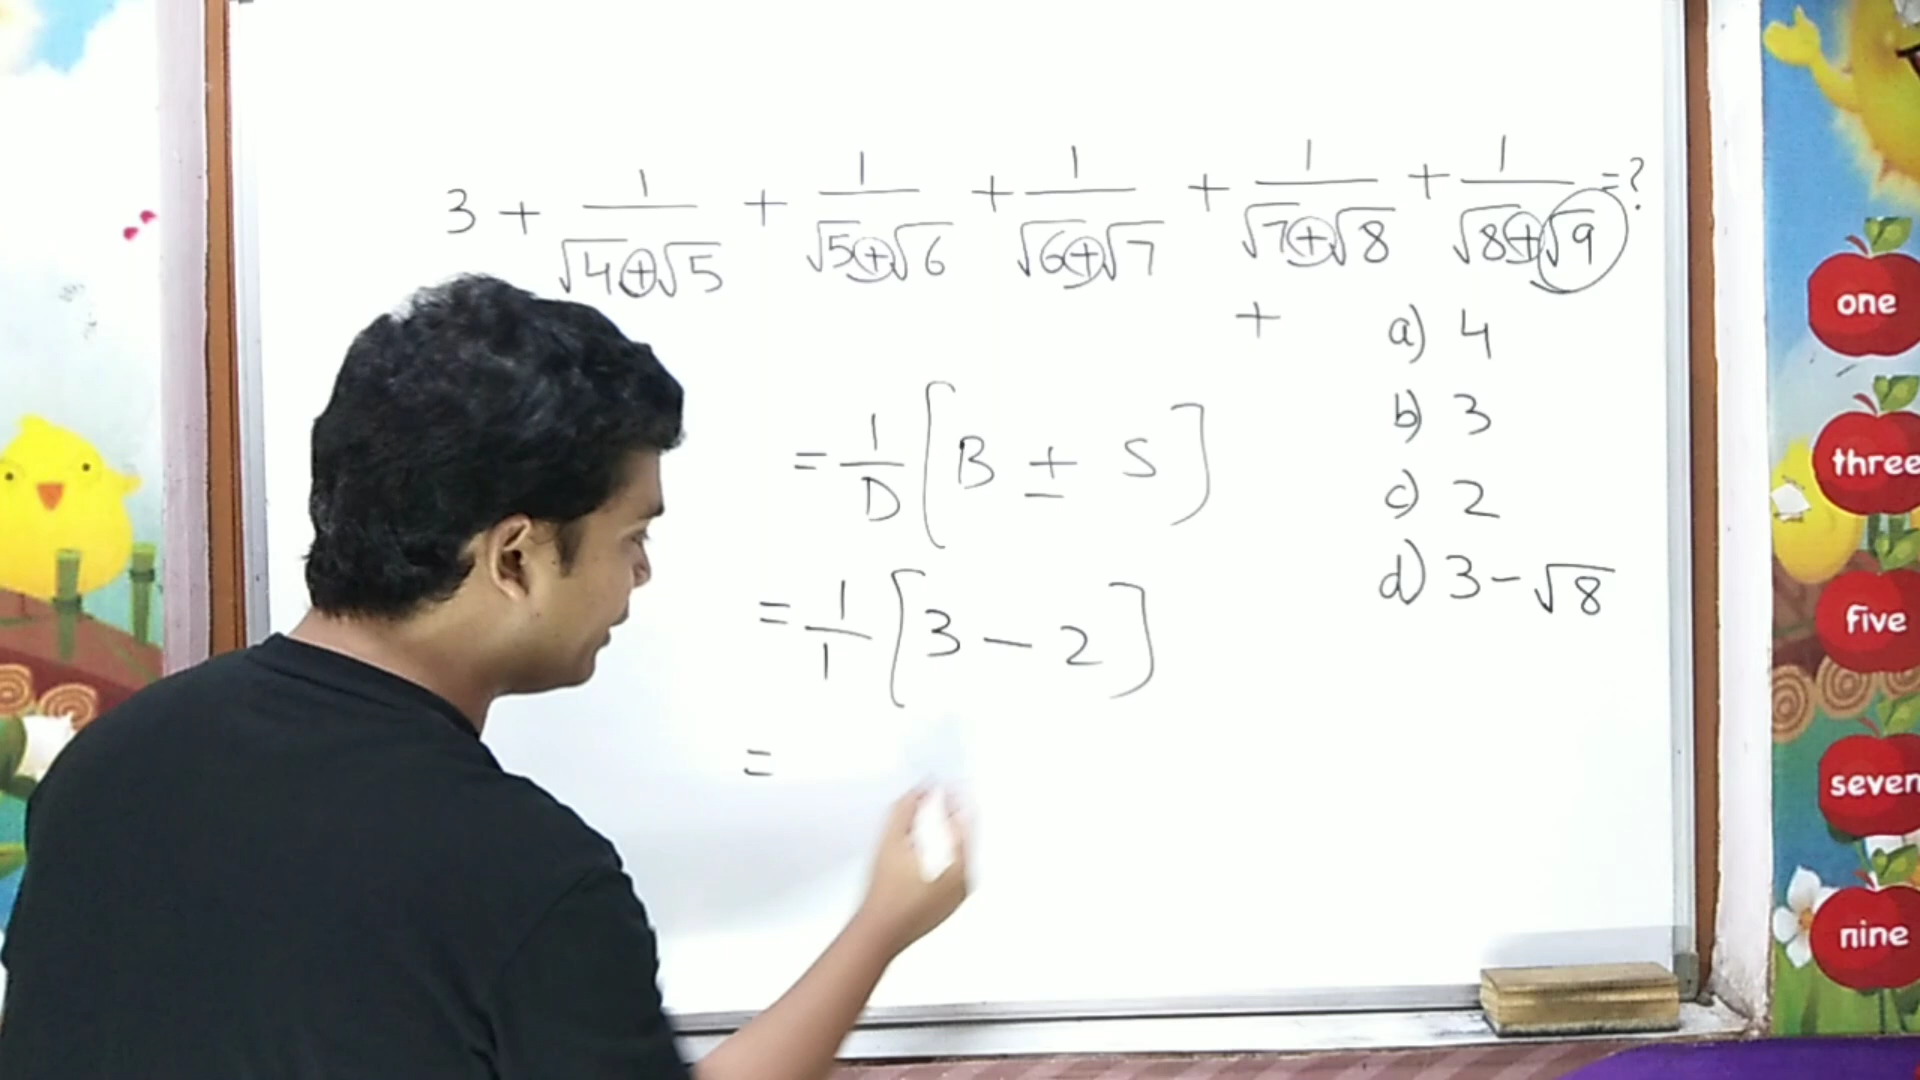 3 + 1/(√4+√5) + 1/(√5+√6) + 1/(√6+√7) + 1/(√7+√8) + 1/(√8+√9) = ?
+
a) 4
b) 3
c) 2
d) 3-√8
= 1/D [B ± S]
= 1/1 [3 - 2]
=
one
three
five
seven
nine